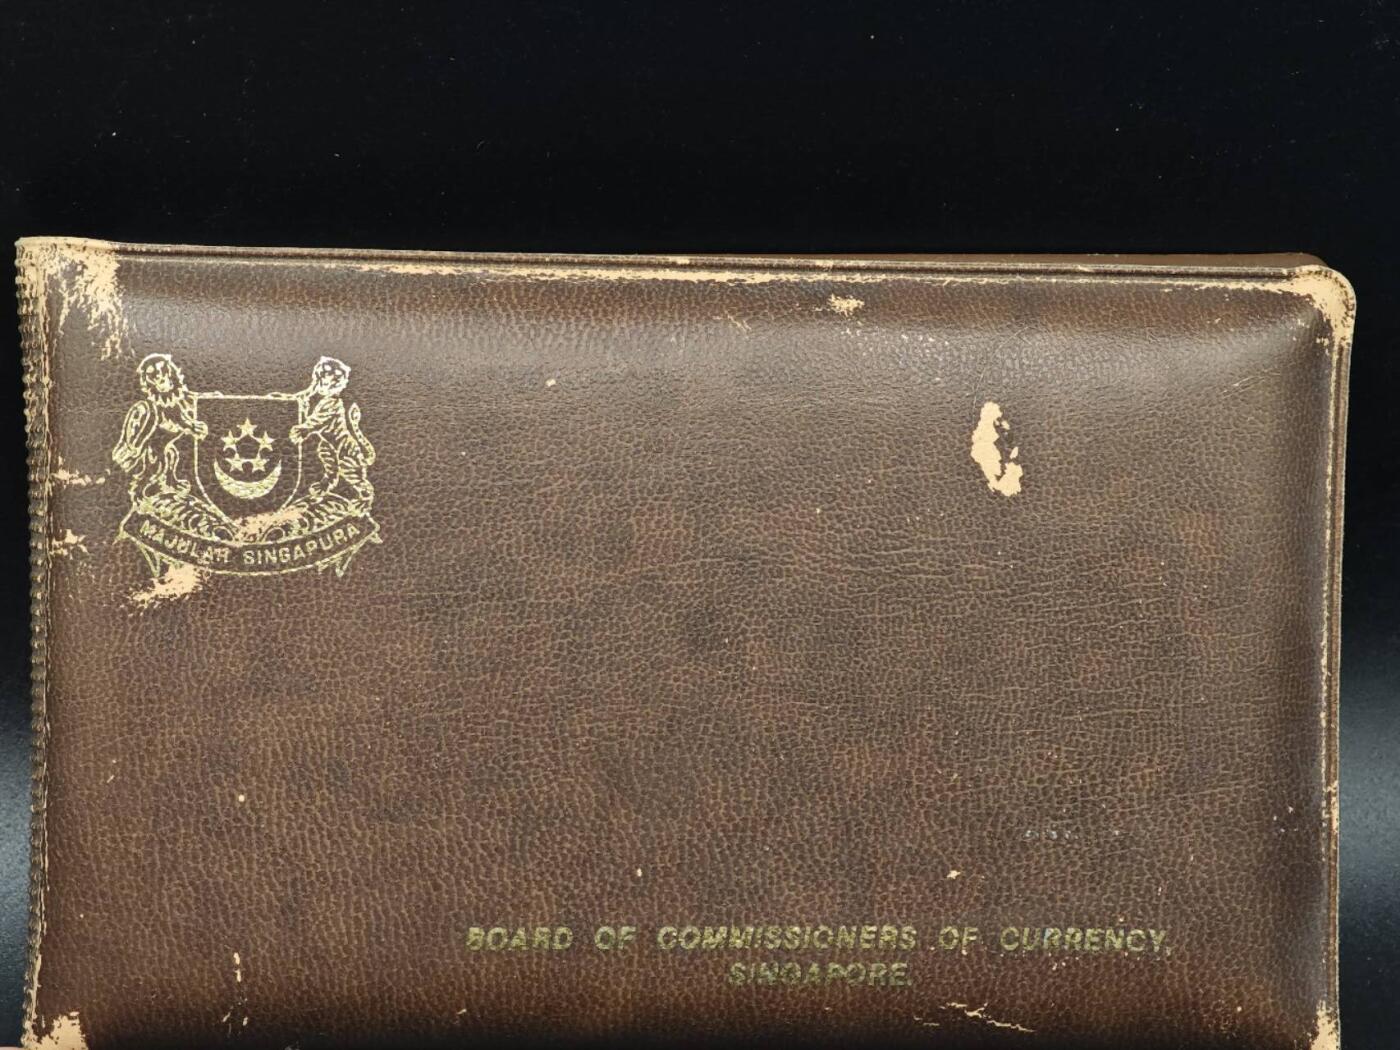 MAJULAH SINGAPURA
BOARD OF COMMISSIONERS OF CURRENCY,
SINGAPORE.